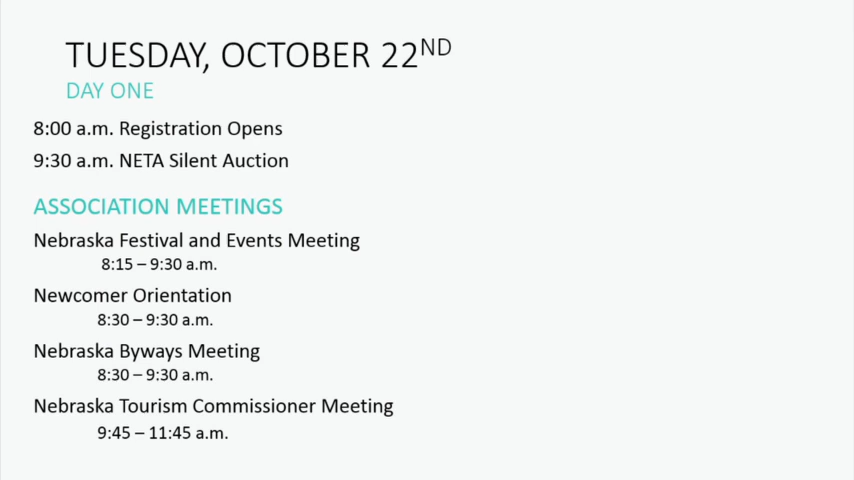 TUESDAY, OCTOBER 22ND
DAY ONE
8:00 a.m. Registration Opens
9:30 a.m. NETA Silent Auction
ASSOCIATION MEETINGS
Nebraska Festival and Events Meeting
8:15 – 9:30 a.m.
Newcomer Orientation
8:30 – 9:30 a.m.
Nebraska Byways Meeting
8:30 – 9:30 a.m.
Nebraska Tourism Commissioner Meeting
9:45 – 11:45 a.m.